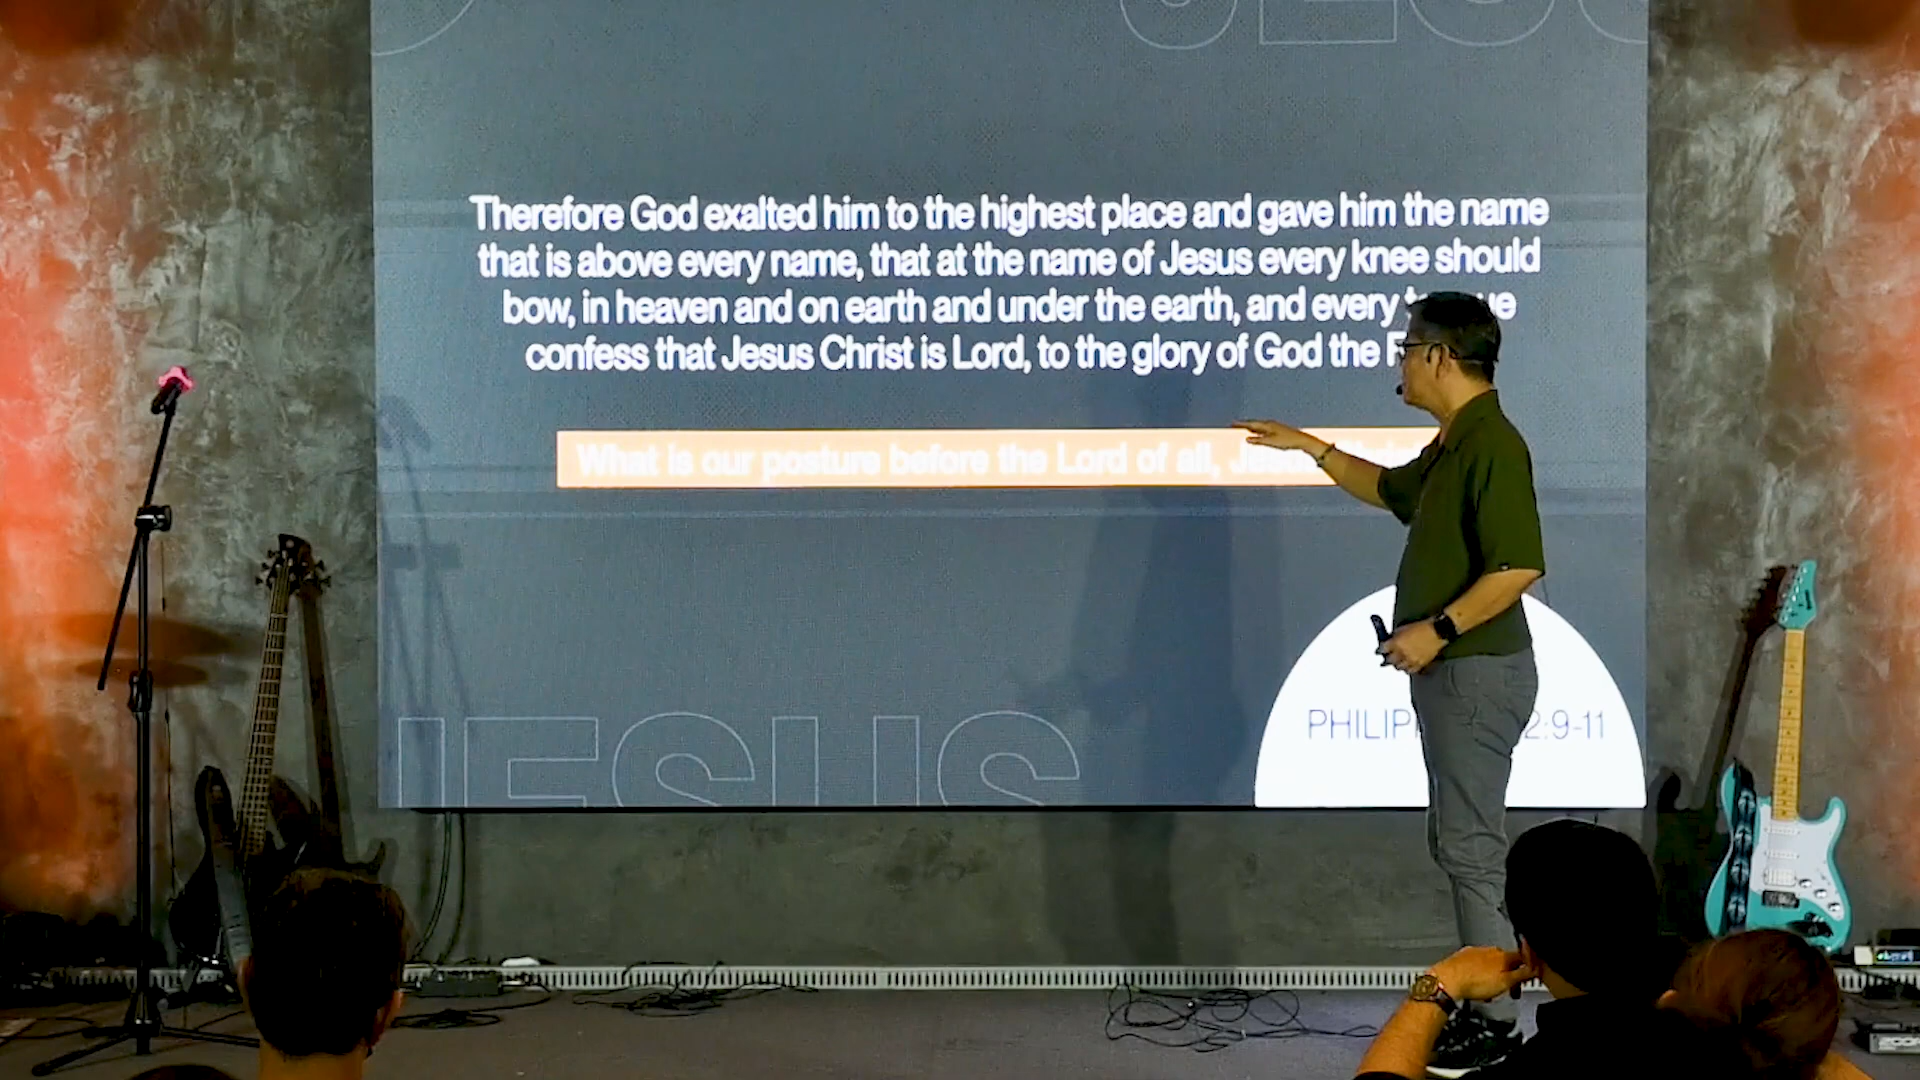 JESU
Therefore God exalted him to the highest place and gave him the name
that is above every name, that at the name of Jesus every knee should
bow, in heaven and on earth and under the earth, and every
confess that Jesus Christ is Lord, to the glory of God the
What is our posture before the Lord of all, Jesus
JESUS
2:9-11